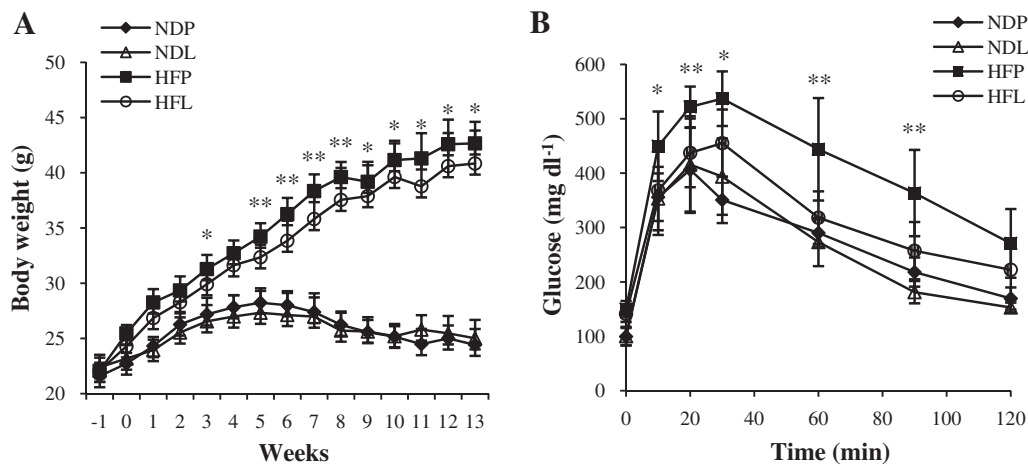 A
NDP
NDL
HFP
HFL
50
45
40
35
30
25
20
Body weight (g)
* ** ** ** ** * * * * *
-1 0 1 2 3 4 5 6 7 8 9 10 11 12 13
Weeks
B
NDP
NDL
HFP
HFL
600
500
400
300
200
100
0
Glucose (mg dl-1)
* ** * ** **
0 20 40 60 80 100 120
Time (min)